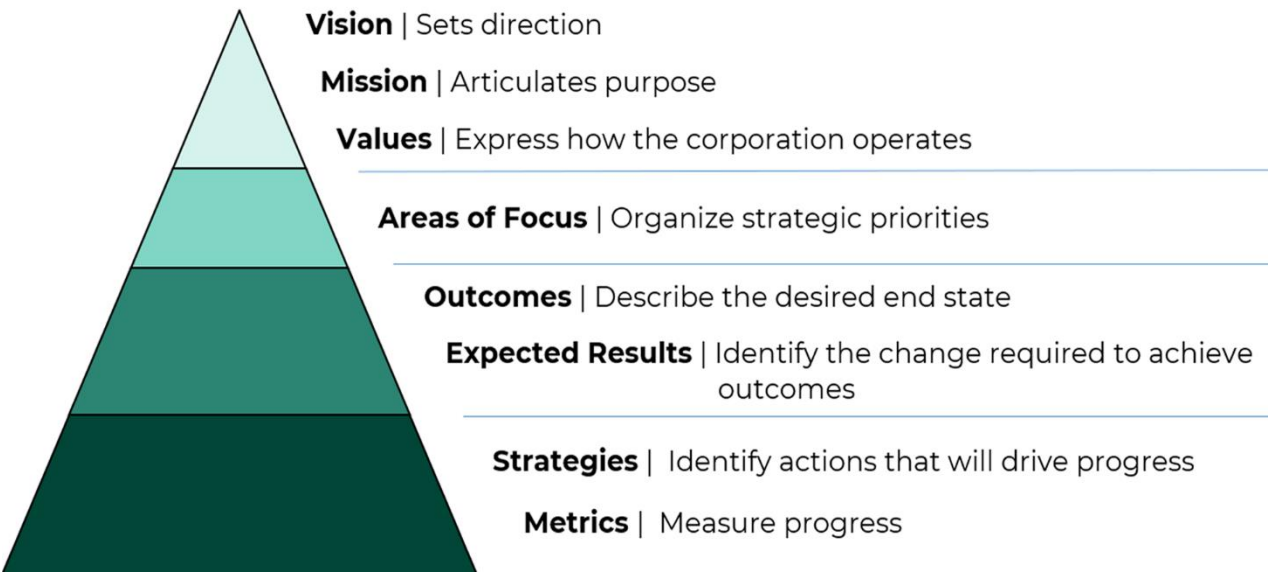 Vision | Sets direction
Mission | Articulates purpose
Values | Express how the corporation operates
Areas of Focus | Organize strategic priorities
Outcomes | Describe the desired end state
Expected Results | Identify the change required to achieve
outcomes
Strategies | Identify actions that will drive progress
Metrics | Measure progress